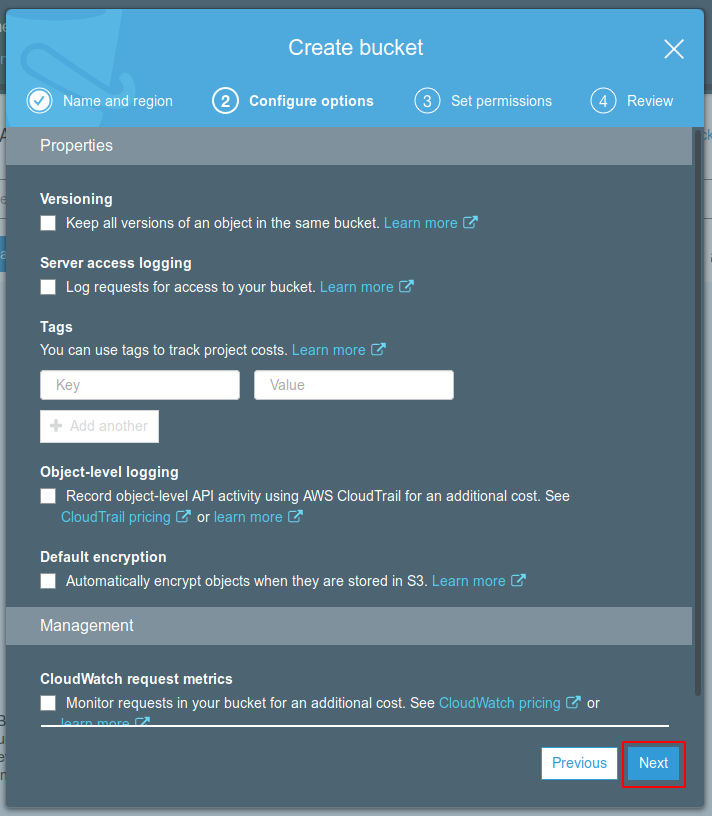 Create bucket
Name and region
2 Configure options
3 Set permissions
4 Review
Properties
Versioning
Keep all versions of an object in the same bucket. Learn more
Server access logging
Log requests for access to your bucket. Learn more
Tags
You can use tags to track project costs. Learn more
Key Value
Add another
Object-level logging
Record object-level API activity using AWS CloudTrail for an additional cost. See
CloudTrail pricing or learn more
Default encryption
Automatically encrypt objects when they are stored in S3. Learn more
Management
CloudWatch request metrics
Monitor requests in your bucket for an additional cost. See CloudWatch pricing or
learn more
Previous Next